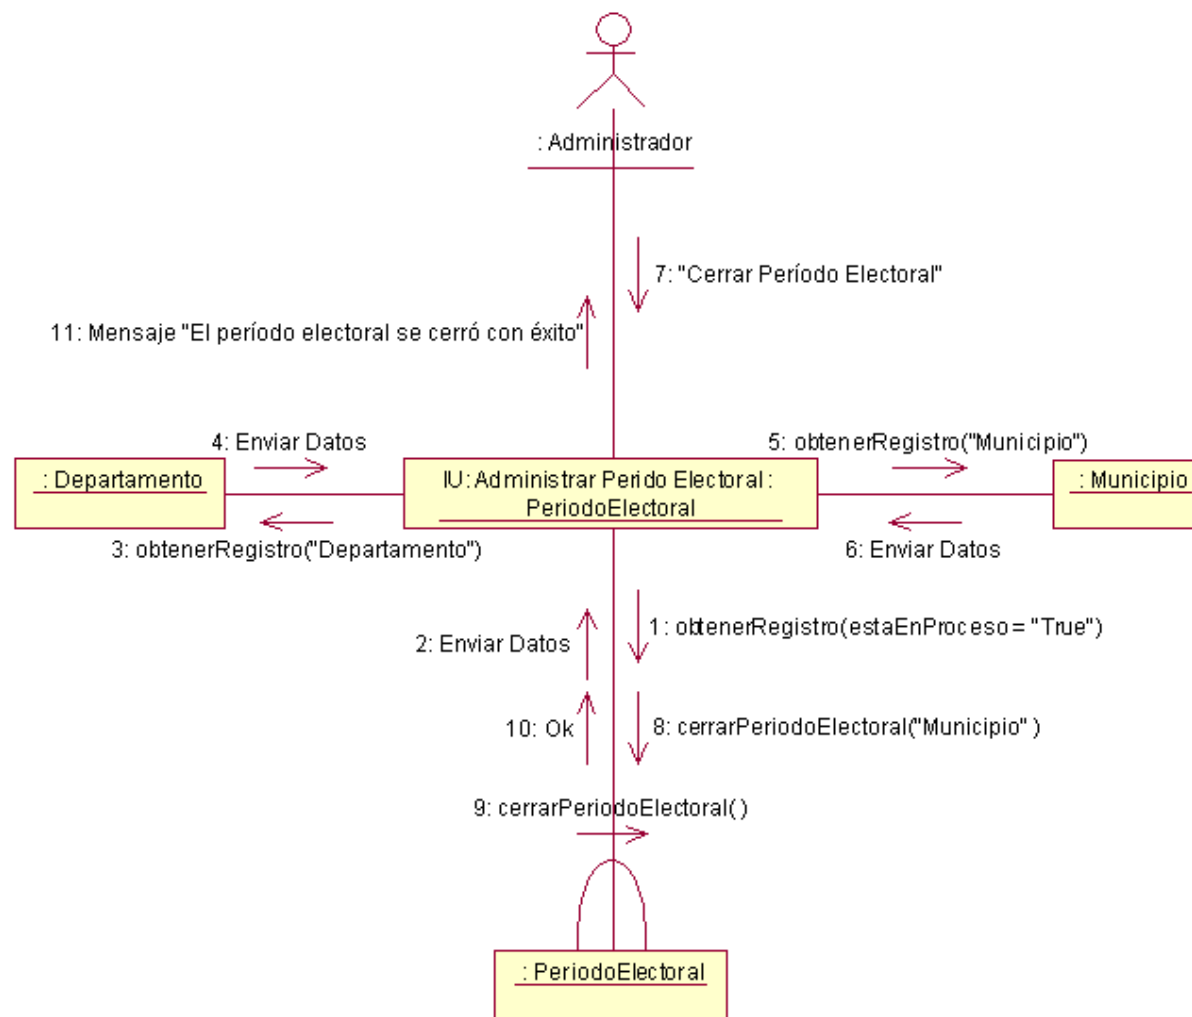 : Administrador
7: "Cerrar Período Electoral"
11: Mensaje "El período electoral se cerró con éxito"
4: Enviar Datos
5: obtenerRegistro("Municipio")
: Departamento
IU: Administrar Perido Electoral :
PeriodoElectoral
: Municipio
3: obtenerRegistro("Departamento")
6: Enviar Datos
1: obtenerRegistro(estaEnProceso = "True")
2: Enviar Datos
10: Ok
8: cerrarPeriodoElectoral("Municipio" )
9: cerrarPeriodoElectoral( )
: PeriodoElectoral